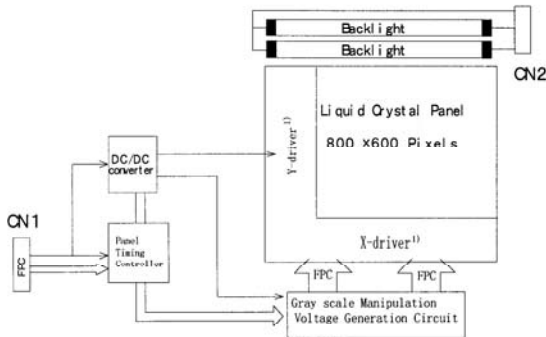 Backlight
Backlight
CN2
Liquid Crystal Panel
800 X600 Pixels
Y-driver¹⁾
DC/DC
converter
CN1
FPC
Panel
Timing
Controller
X-driver¹⁾
FPC
FPC
Gray scale Manipulation
Voltage Generation Circuit